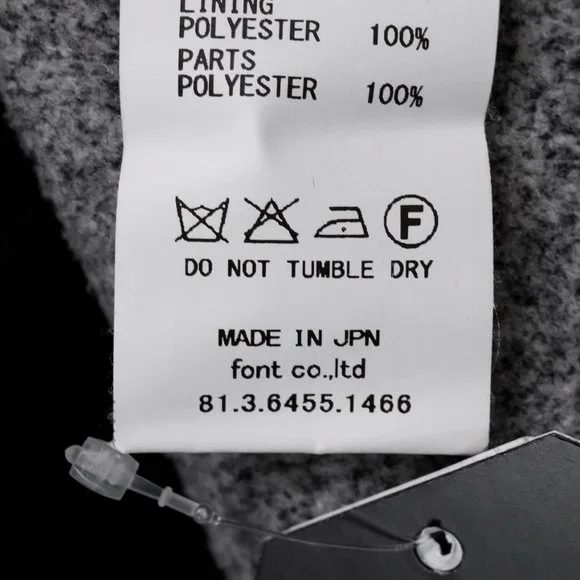 LINING
POLYESTER 100%
PARTS
POLYESTER 100%
F
DO NOT TUMBLE DRY
MADE IN JPN
font co.,ltd
81.3.6455.1466